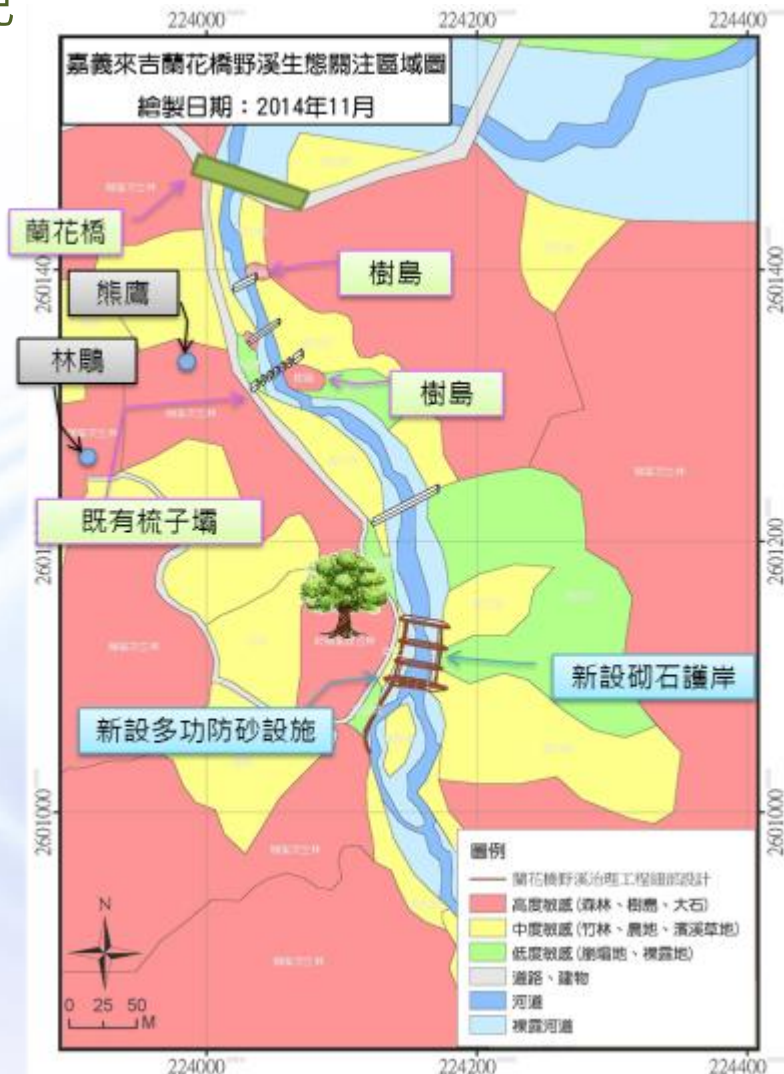 224000 224200 224400
嘉義來吉蘭花橋野溪生態關注區域圖
繪製日期：2014年11月
蘭花橋
樹島
2601400 2601400
熊鷹
林鵰
樹島
既有梳子壩
2601200 2601200
新設砌石護岸
新設多功防砂設施
2601000 2601000
圖例
蘭花橋野溪治理工程細部設計
高度敏感(森林、樹島、大石)
中度敏感(竹林、農地、濱溪草地)
低度敏感(崩塌地、裸露地)
道路、建物
河道
裸露河道
N
0 25 50
M
224000 224200 224400